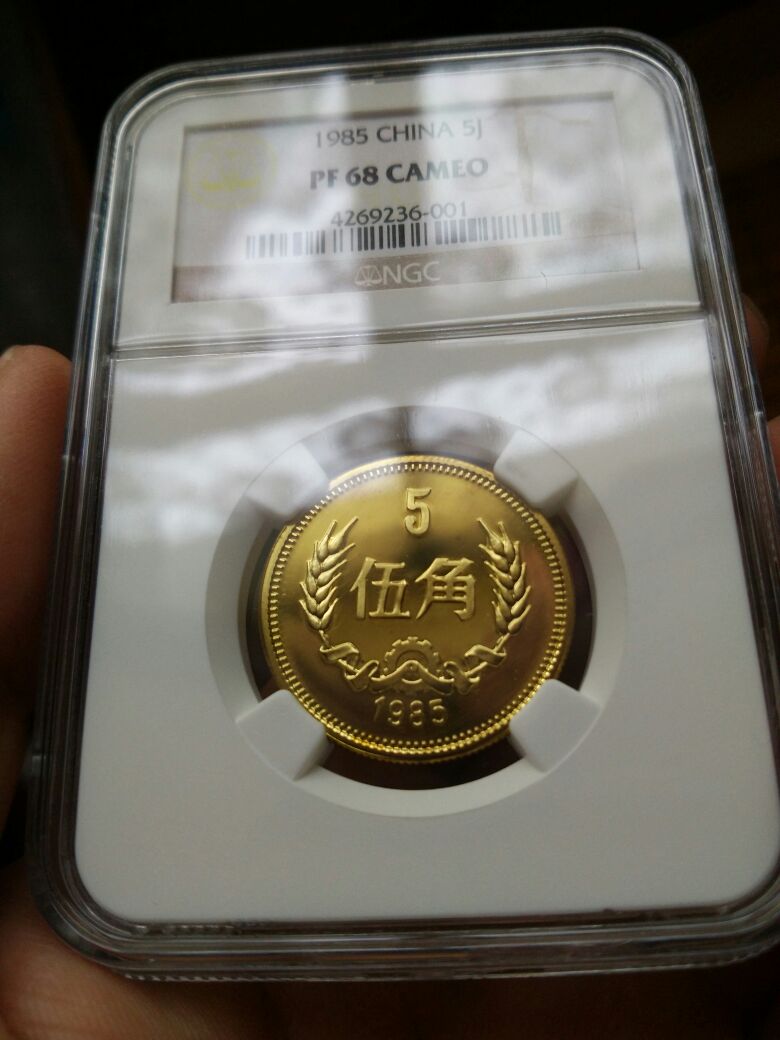 1985 CHINA 5J
PF 68 CAMEO
4269236-001
NGC
5
伍角
1985